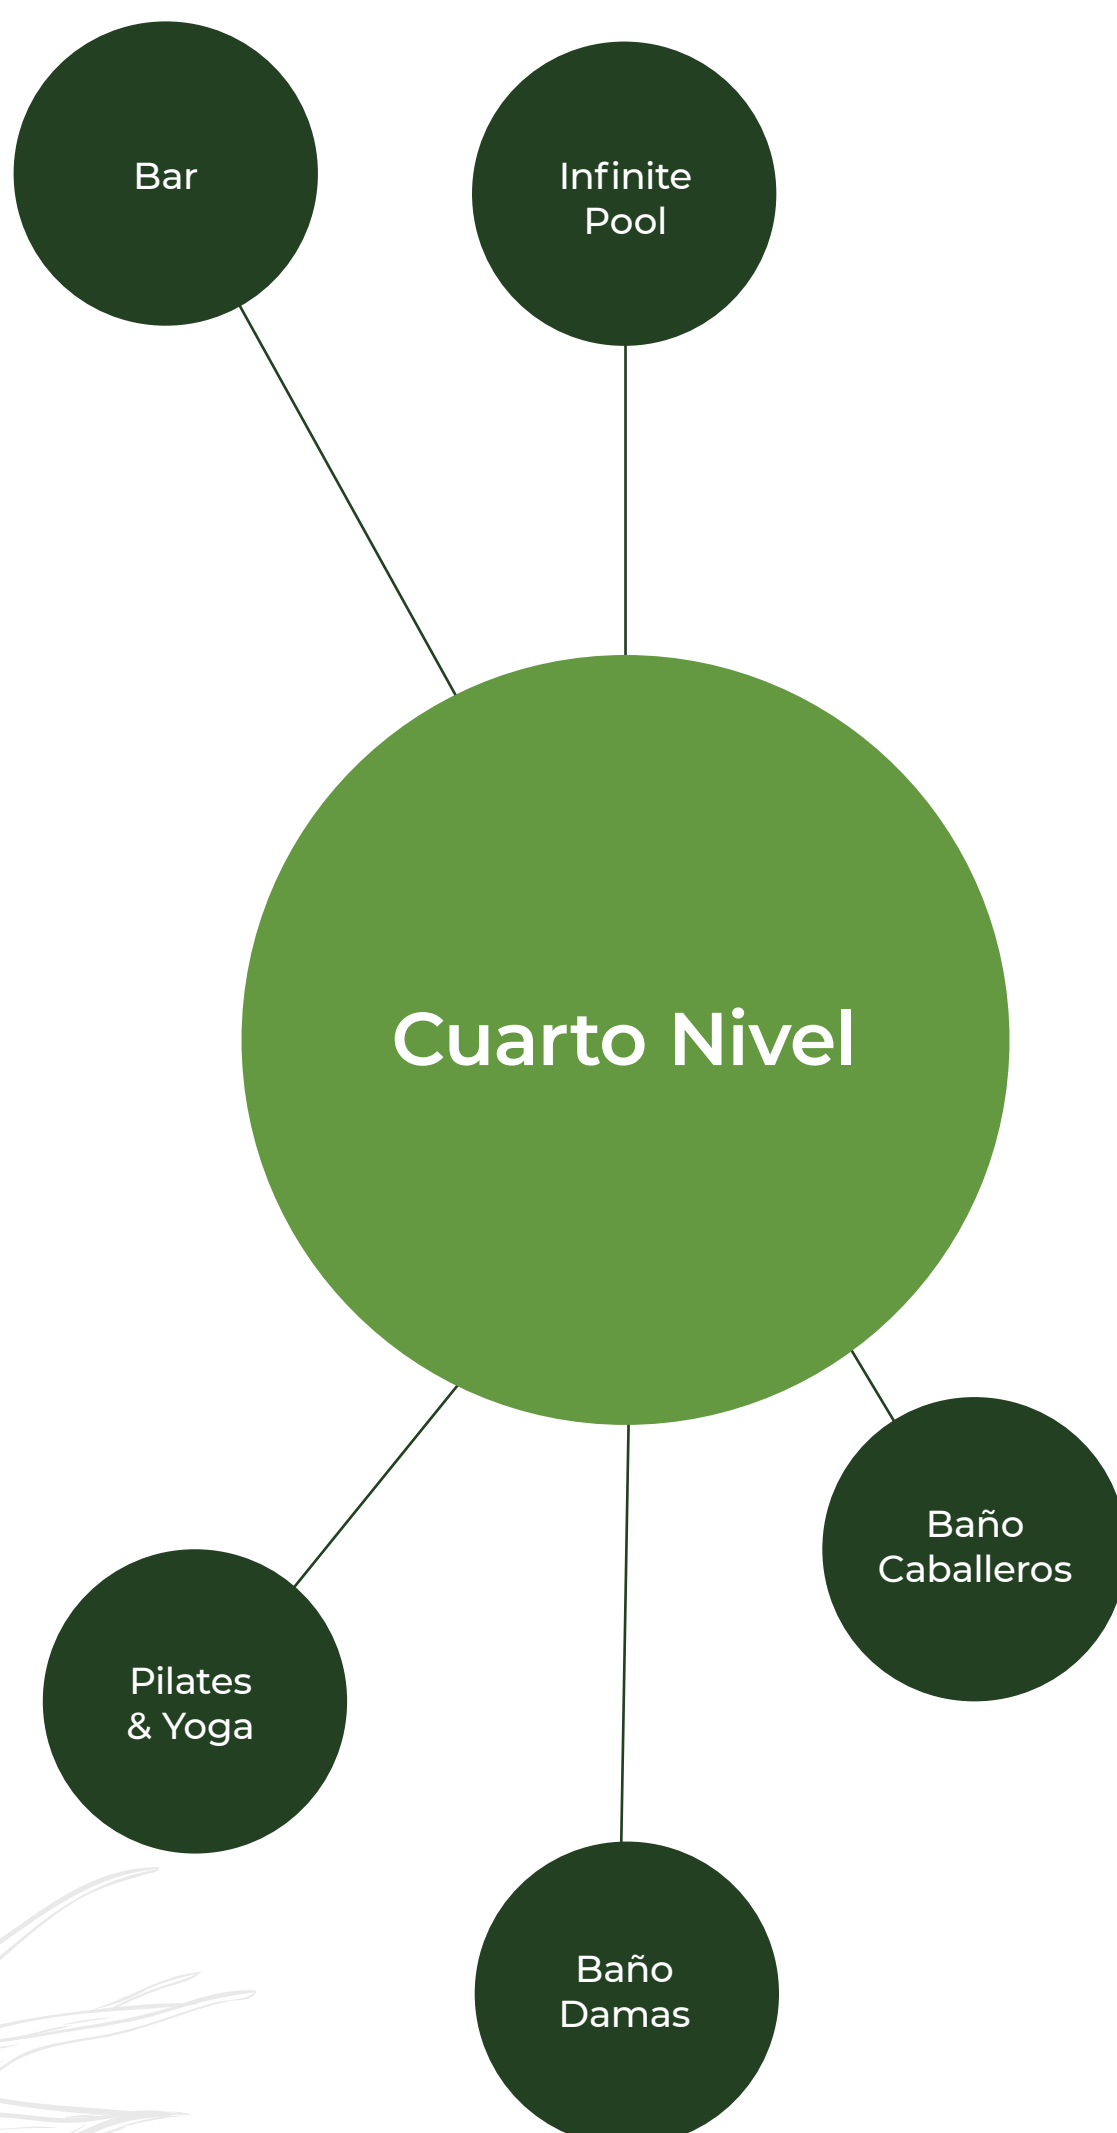 Bar
Infinite
Pool
Cuarto Nivel
Baño
Caballeros
Pilates
& Yoga
Baño
Damas